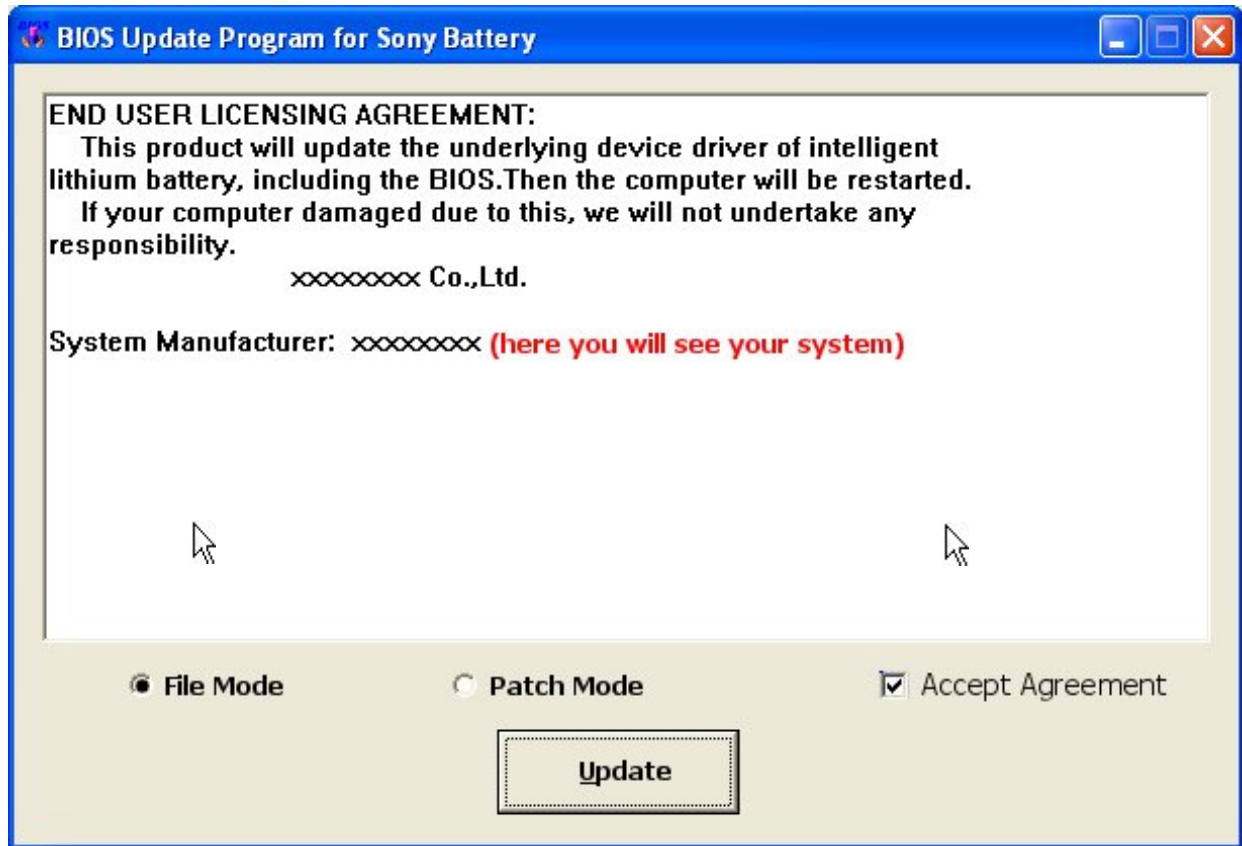 BIOS Update Program for Sony Battery
END USER LICENSING AGREEMENT:
This product will update the underlying device driver of intelligent
lithium battery, including the BIOS.Then the computer will be restarted.
If your computer damaged due to this, we will not undertake any
responsibility.
xxxxxxxx Co.,Ltd.
System Manufacturer: xxxxxxxx (here you will see your system)
File Mode
Patch Mode
Accept Agreement
Update